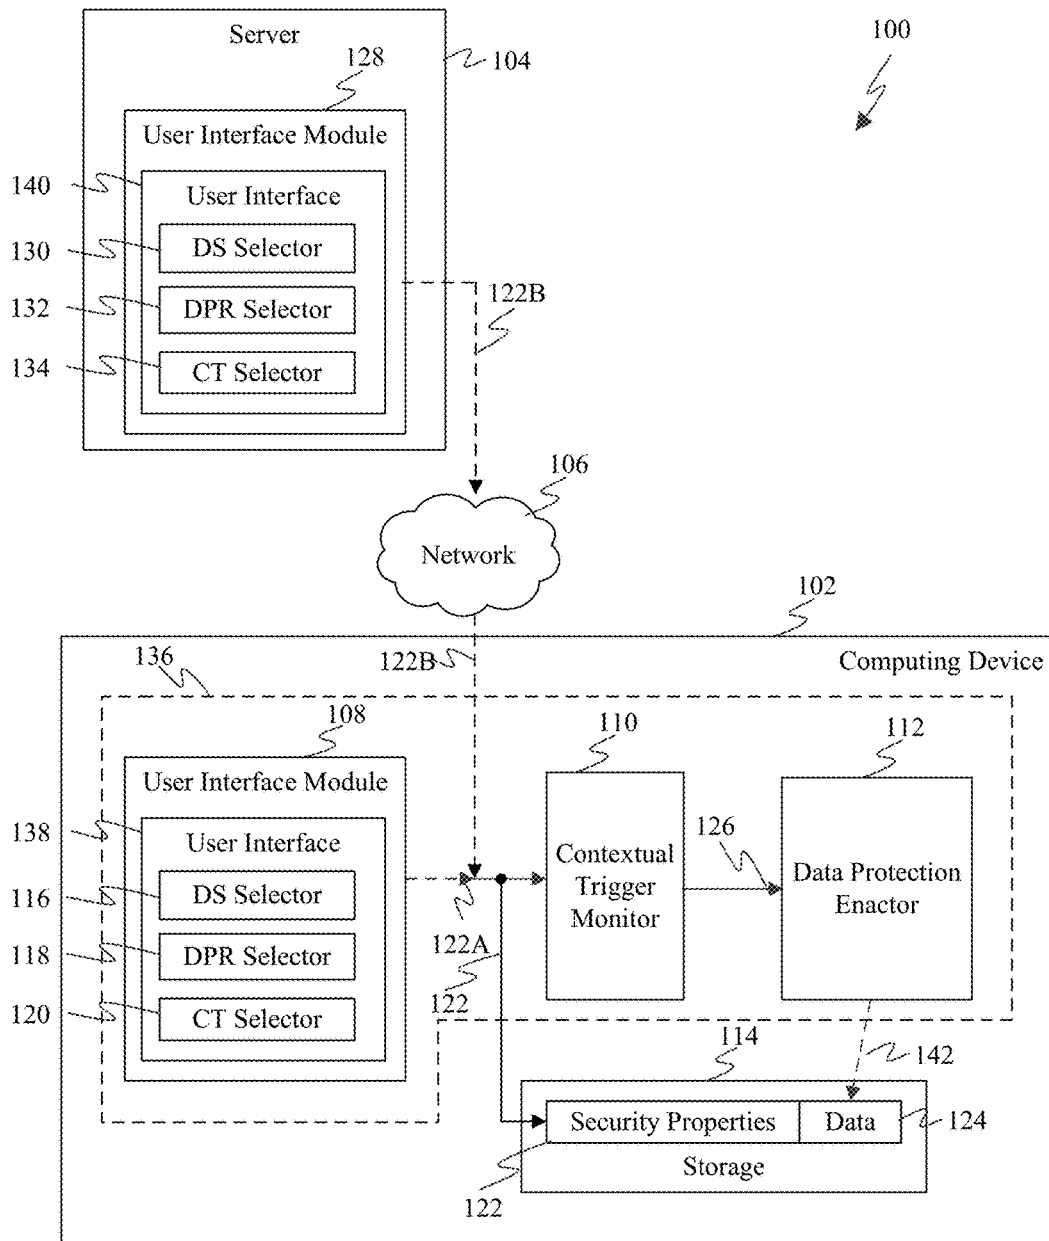 Server
104
100
128
User Interface Module
140
User Interface
130
DS Selector
132
DPR Selector
134
CT Selector
122B
106
Network
102
Computing Device
122B
136
108
User Interface Module
138
User Interface
116
DS Selector
118
DPR Selector
120
CT Selector
122A
122
110
Contextual
Trigger
Monitor
126
112
Data Protection
Enactor
142
114
Security Properties
Data
124
Storage
122